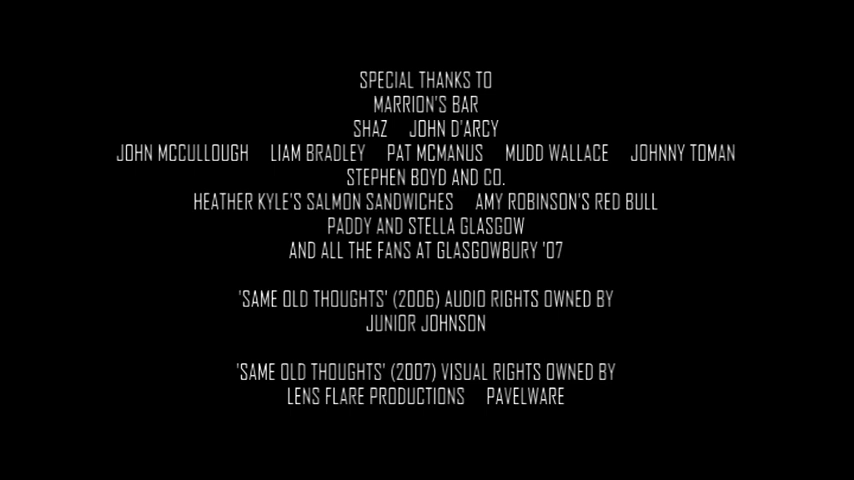 SPECIAL THANKS TO
MARRION'S BAR
SHAZ JOHN D'ARCY
JOHN MCCULLOUGH LIAM BRADLEY PAT MCMANUS MUDD WALLACE JOHNNY TOMAN
STEPHEN BOYD AND CO.
HEATHER KYLE'S SALMON SANDWICHES AMY ROBINSON'S RED BULL
PADDY AND STELLA GLASGOW
AND ALL THE FANS AT GLASGOWBURY '07
'SAME OLD THOUGHTS' (2006) AUDIO RIGHTS OWNED BY
JUNIOR JOHNSON
'SAME OLD THOUGHTS' (2007) VISUAL RIGHTS OWNED BY
LENS FLARE PRODUCTIONS PAVELWARE